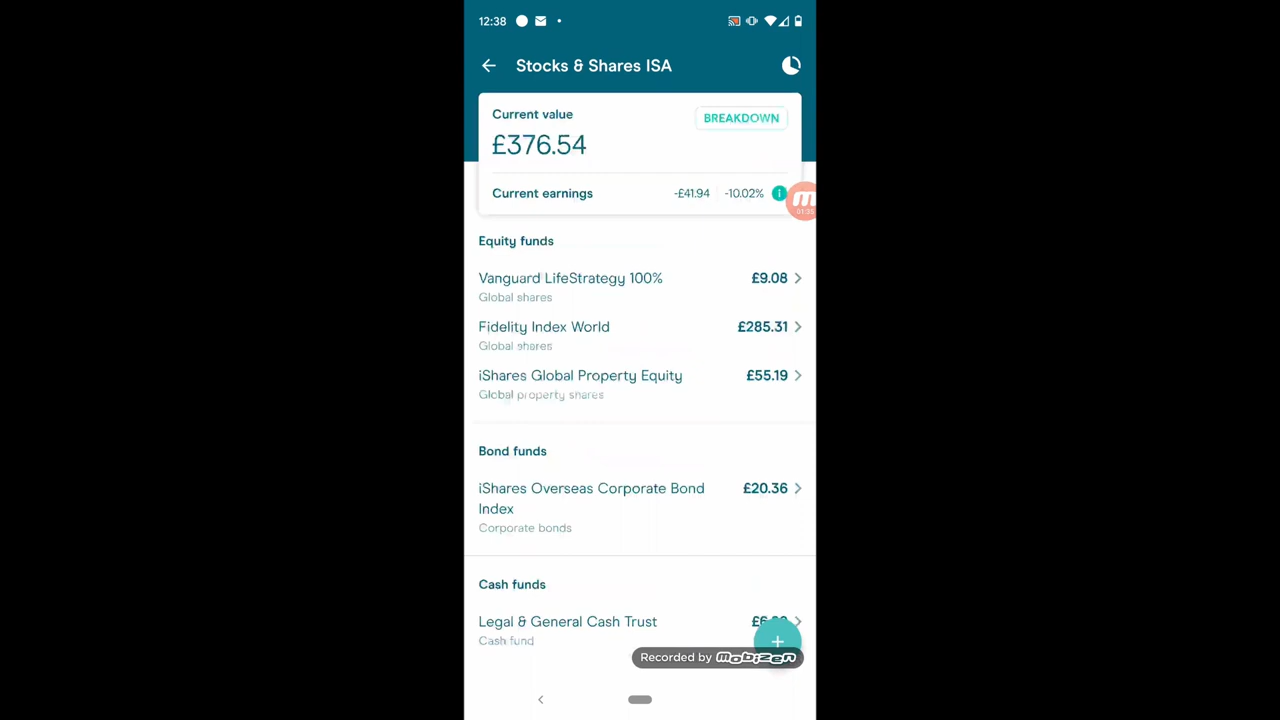 12:38
Stocks & Shares ISA
Current value
BREAKDOWN
£376.54
Current earnings -£41.94 -10.02% i
01:35
Equity funds
Vanguard LifeStrategy 100% £9.08
Global shares
Fidelity Index World £285.31
Global shares
iShares Global Property Equity £55.19
Global property shares
Bond funds
iShares Overseas Corporate Bond £20.36
Index
Corporate bonds
Cash funds
Legal & General Cash Trust
Cash fund
Recorded by mobizen